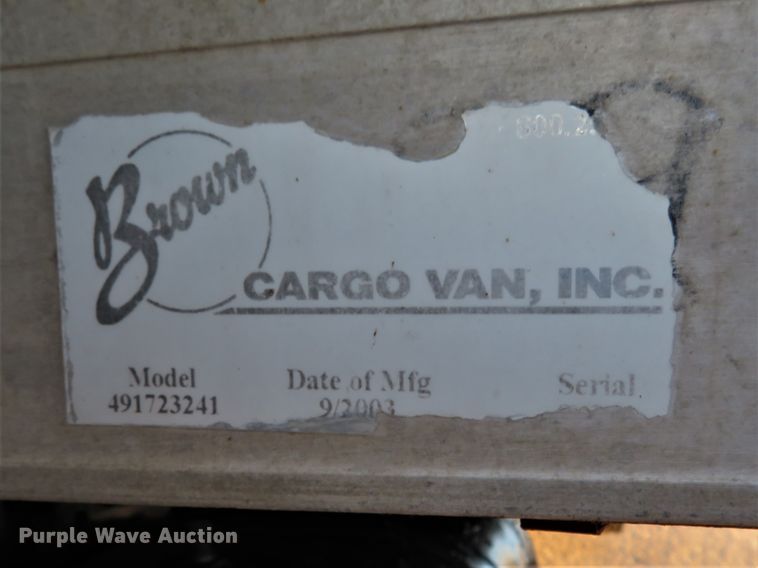 Brown
CARGO VAN, INC.
Model Date of Mfg Serial
491723241 9/2003
Purple Wave Auction